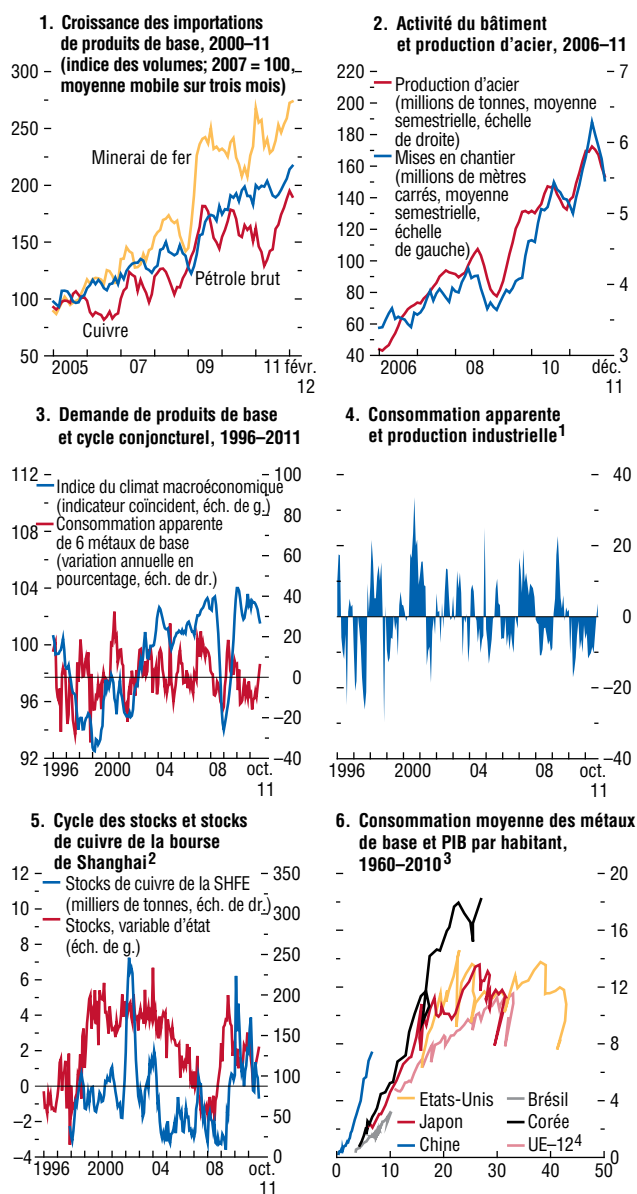 1. Croissance des importations
de produits de base, 2000–11
(indice des volumes; 2007 = 100,
moyenne mobile sur trois mois)
300
250
200
150
100
50
Minerai de fer
Pétrole brut
Cuivre
2005 07 09 11 févr.
12
2. Activité du bâtiment
et production d'acier, 2006–11
220
200
180
160
140
120
100
80
60
40
7
6
5
4
3
Production d'acier
(millions de tonnes, moyenne
semestrielle, échelle
de droite)
Mises en chantier
(millions de mètres
carrés, moyenne
semestrielle,
échelle
de gauche)
2006 08 10 déc.
11
3. Demande de produits de base
et cycle conjoncturel, 1996–2011
112
108
104
100
96
92
100
80
60
40
20
0
–20
–40
Indice du climat macroéconomique
(indicateur coïncident, éch. de g.)
Consommation apparente
de 6 métaux de base
(variation annuelle en
pourcentage, éch. de dr.)
1996 2000 04 08 oct.
11
4. Consommation apparente
et production industrielle1
40
20
0
–20
–40
1996 2000 04 08 oct.
11
5. Cycle des stocks et stocks
de cuivre de la bourse
de Shanghai2
12
10
8
6
4
2
0
–2
–4
350
300
250
200
150
100
50
0
Stocks de cuivre de la SHFE
(milliers de tonnes, éch. de dr.)
Stocks, variable d'état
(éch. de g.)
1996 2000 04 08 oct.
11
6. Consommation moyenne des métaux
de base et PIB par habitant,
1960–20103
20
16
12
8
4
0
Etats-Unis Brésil
Japon Corée
Chine UE–124
0 10 20 30 40 50